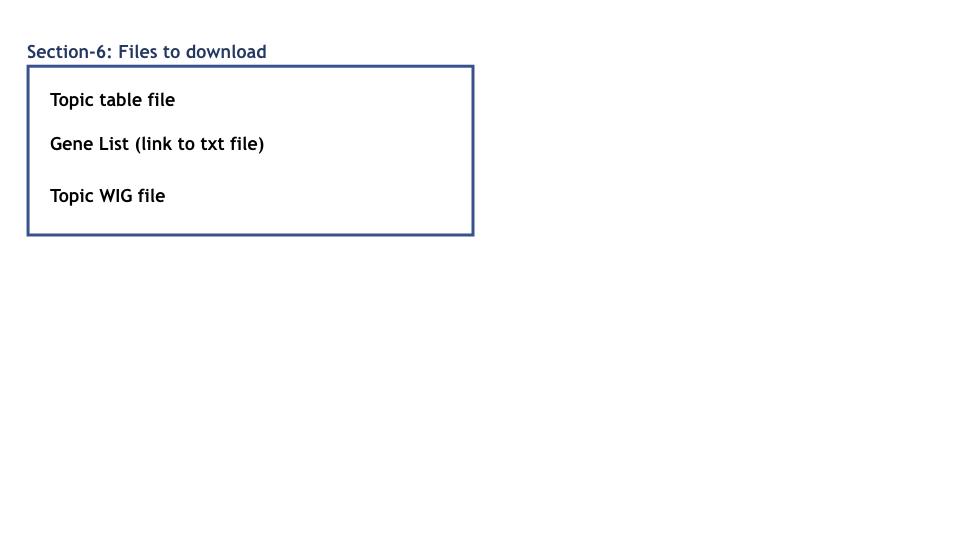 Section-6: Files to download
Topic table file
Gene List (link to txt file)
Topic WIG file